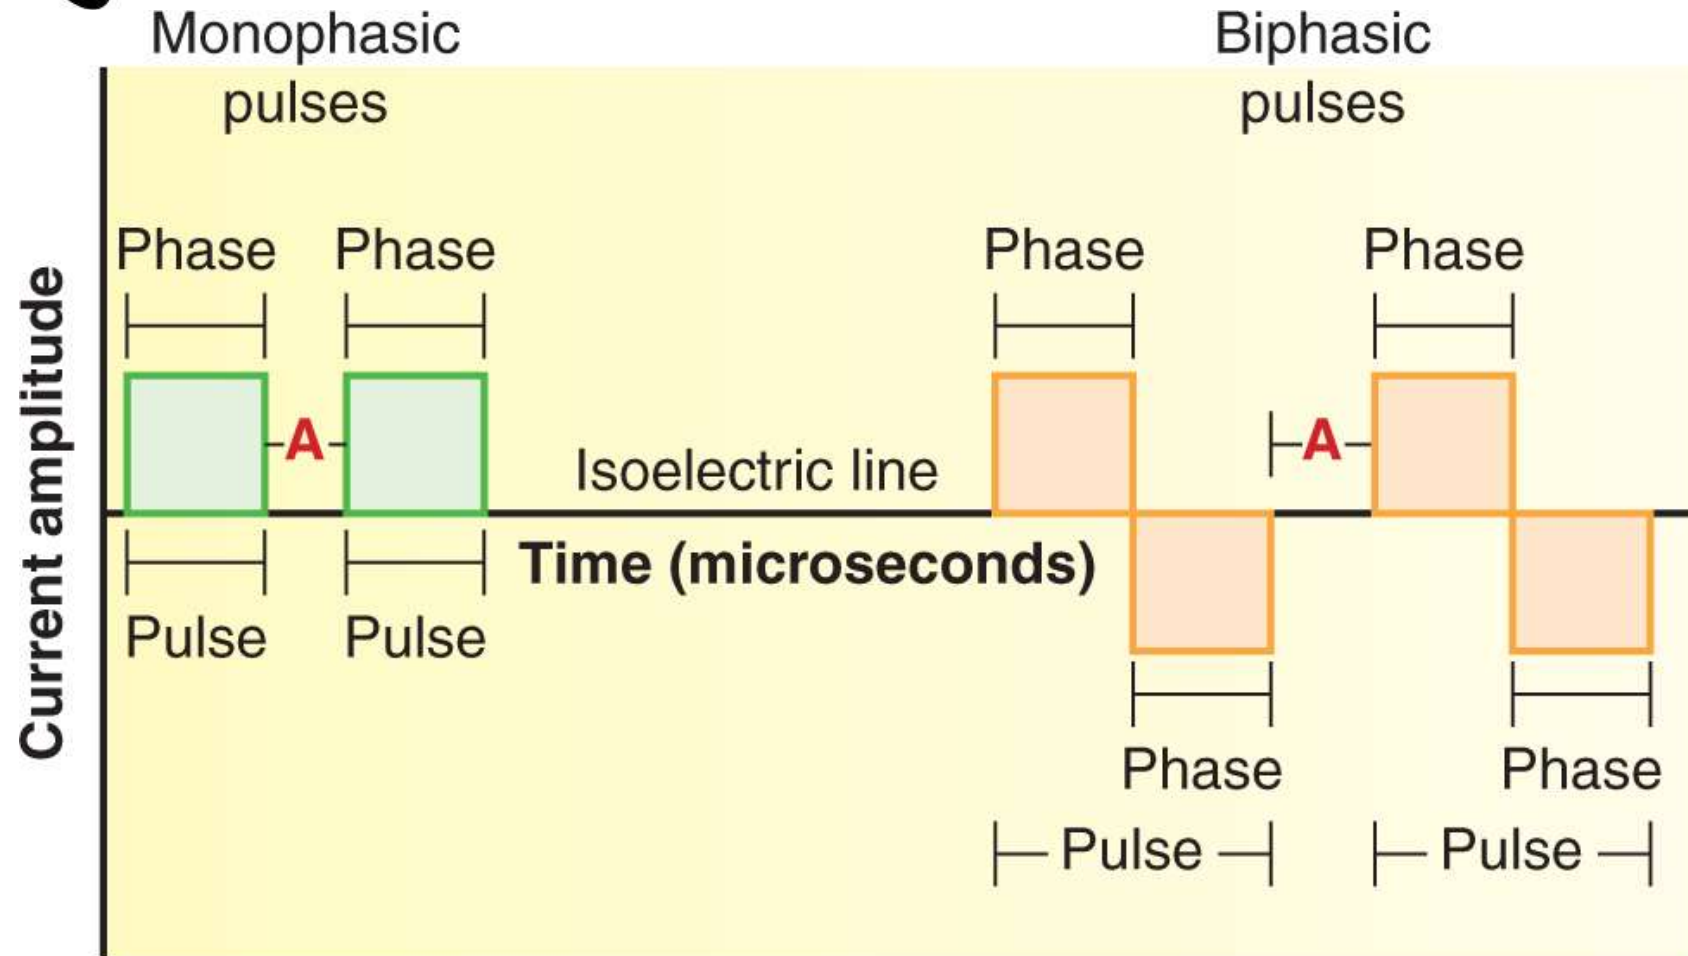 Monophasic
pulses
Biphasic
pulses
Phase
Phase
Phase
Phase
Current amplitude
A
A
Isoelectric line
Time (microseconds)
Pulse
Pulse
Phase
Phase
Pulse
Pulse